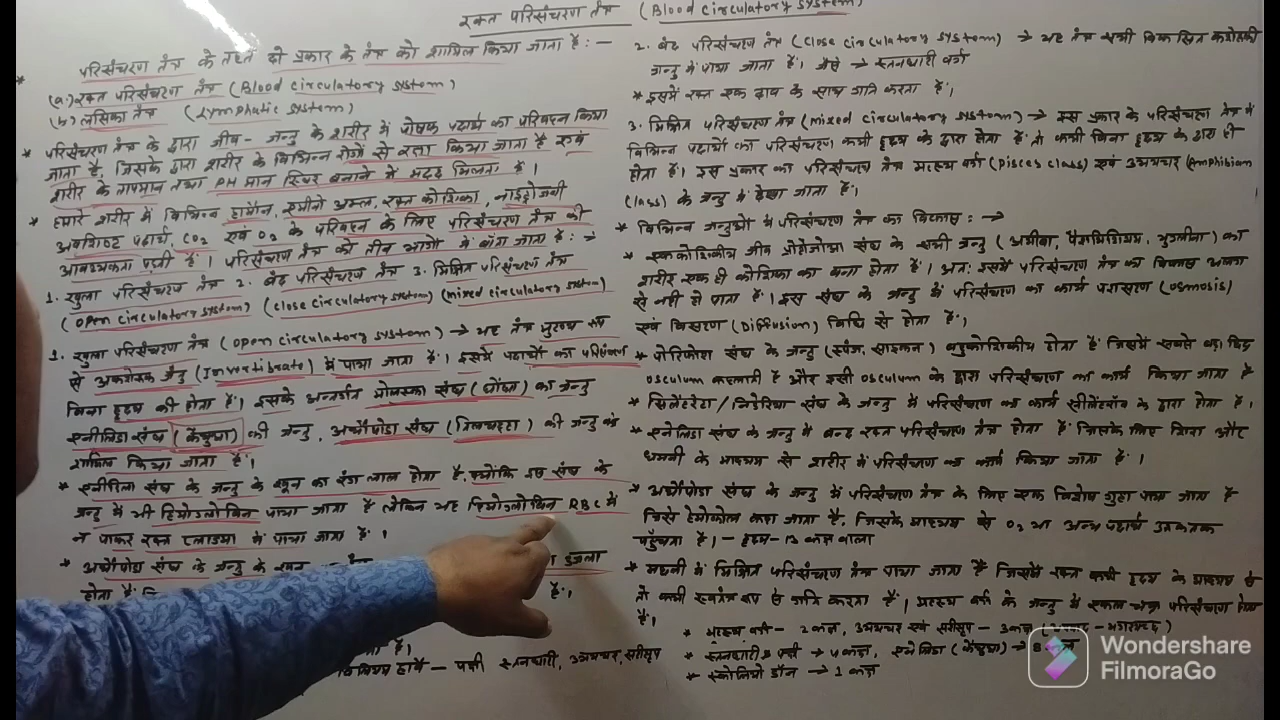 रक्त परिसंचरण तंत्र (Blood circulatory system)
परिसंचरण तंत्र के तहत दो प्रकार के तंत्र को शामिल किया जाता है:-
(a) रक्त परिसंचरण तंत्र (Blood circulatory system)
(b) लसिका तंत्र (Lymphatic system)
* परिसंचरण तंत्र के द्वारा जीव-जन्तु के शरीर में पोषक पदार्थ का परिवहन किया
जाता है, जिसके द्वारा शरीर के विभिन्न रोगों से रक्षा किया जाता है एवं
शरीर के तापमान तथा PH मान स्थिर बनाने में मदद मिलता है।
* हमारे शरीर में विभिन्न हार्मोन, एमीनो अम्ल, रक्त कोशिका, नाइट्रोजनी
अवशिष्ट पदार्थ, CO2 एवं O2 के परिवहन के लिए परिसंचरण तंत्र की
आवश्यकता पड़ती है। परिसंचरण तंत्र को तीन भागों में बांटा जाता है:→
1. खुला परिसंचरण तंत्र 2. बंद परिसंचरण तंत्र 3. मिश्रित परिसंचरण तंत्र
(open circulatory system) (close circulatory system) (mixed circulatory system)
1. खुला परिसंचरण तंत्र (open circulatory system) → यह तंत्र मुख्य रूप
से अकशेरूक जंतु (Invertibrate) में पाया जाता है। इसमें पदार्थों का परिसंचरण
बिना हृदय की होता है। इसके अन्तर्गत मोलस्का संघ (घोंघा) का जन्तु
एनीलिडा संघ (केंचुआ) की जन्तु, अर्थोपोडा संघ (तिलचट्टा) की जन्तु को
शामिल किया जाता है।
* एनीलिडा संघ के जन्तु के खून का रंग लाल होता है, क्योंकि इस संघ के
जन्तु में भी हिमोग्लोबिन पाया जाता है लेकिन यह हिमोग्लोबिन RBC में
न पाकर रक्त प्लाज्मा में पाया जाता है।
* अर्थोपोडा संघ के जन्तु के रक्त
होता है
है।
है।
पक्षी स्तनधारी, उभयचर, सरीसृप
2. बंद परिसंचरण तंत्र (close circulatory system) → यह तंत्र सभी विकसित कशेरुकी
जन्तु में पाया जाता है। जैसे → स्तनधारी वर्ग
* इसमें रक्त एक दाब के साथ गति करता है।
3. मिश्रित परिसंचरण तंत्र (mixed circulatory system) → इस प्रकार के परिसंचरण तंत्र में
विभिन्न पदार्थों का परिसंचरण कभी हृदय के द्वारा होता है तो कभी बिना हृदय के द्वारा ही
होता है। इस प्रकार का परिसंचरण तंत्र मत्स्य वर्ग (Pisces class) एवं उभयचर (Amphibian
class) के जन्तु में देखा जाता है।
* विभिन्न जन्तुओं में परिसंचरण तंत्र का विकास:→
* एककोशिकीय जीव प्रोटोजोआ संघ के सभी जन्तु (अमीबा, पैरामिशियम, युग्लीना) का
शरीर एक ही कोशिका का बना होता है। अतः इसमें परिसंचरण तंत्र का विकास अलग
से नहीं हो पाता है। इस संघ के जन्तु में परिसंचरण का कार्य परासरण (osmosis)
एवं विसरण (Diffusion) विधि से होता है।
* पोरिफेरा संघ के जन्तु (स्पंज, साइकन) बहुकोशिकीय होता है जिसमें सबसे बड़ा छिद्र
osculum कहलाती है और इसी osculum के द्वारा परिसंचरण का कार्य किया जाता है
* सिलेंटरेटा/निडेरिया संघ के जन्तु में परिसंचरण का कार्य सीलेंटरॉन के द्वारा होता है।
* एनेलिडा संघ के जन्तु में बन्द रक्त परिसंचरण तंत्र होता है जिसके लिए शिरा और
धमनी के माध्यम से शरीर में परिसंचरण का कार्य किया जाता है।
* अर्थोपोडा संघ के जन्तु में परिसंचरण तंत्र के लिए एक विशेष गुहा पाया जाता है
जिसे हेमोकोल कहा जाता है, जिसके माध्यम से O2 या अन्य पदार्थ उतक तक
पहुँचता है। - हृदय-13 कक्ष वाला
* मछली में मिश्रित परिसंचरण तंत्र पाया जाता है जिसमें रक्त कभी हृदय के माध्यम से
तो कभी स्वतंत्र रूप से गति करता है। मत्स्य वर्ग के जन्तु में एकल चक्र परिसंचरण होता
है।
* मत्स्य वर्ग - 2 कक्ष, उभयचर एवं सरीसृप - 3 कक्ष
* स्तनधारी व पक्षी → 4 कक्ष, एनेलिडा (केंचुआ) → 8 कक्ष
* स्कोलियोडॉन → 1 कक्ष
Wondershare
FilmoraGo